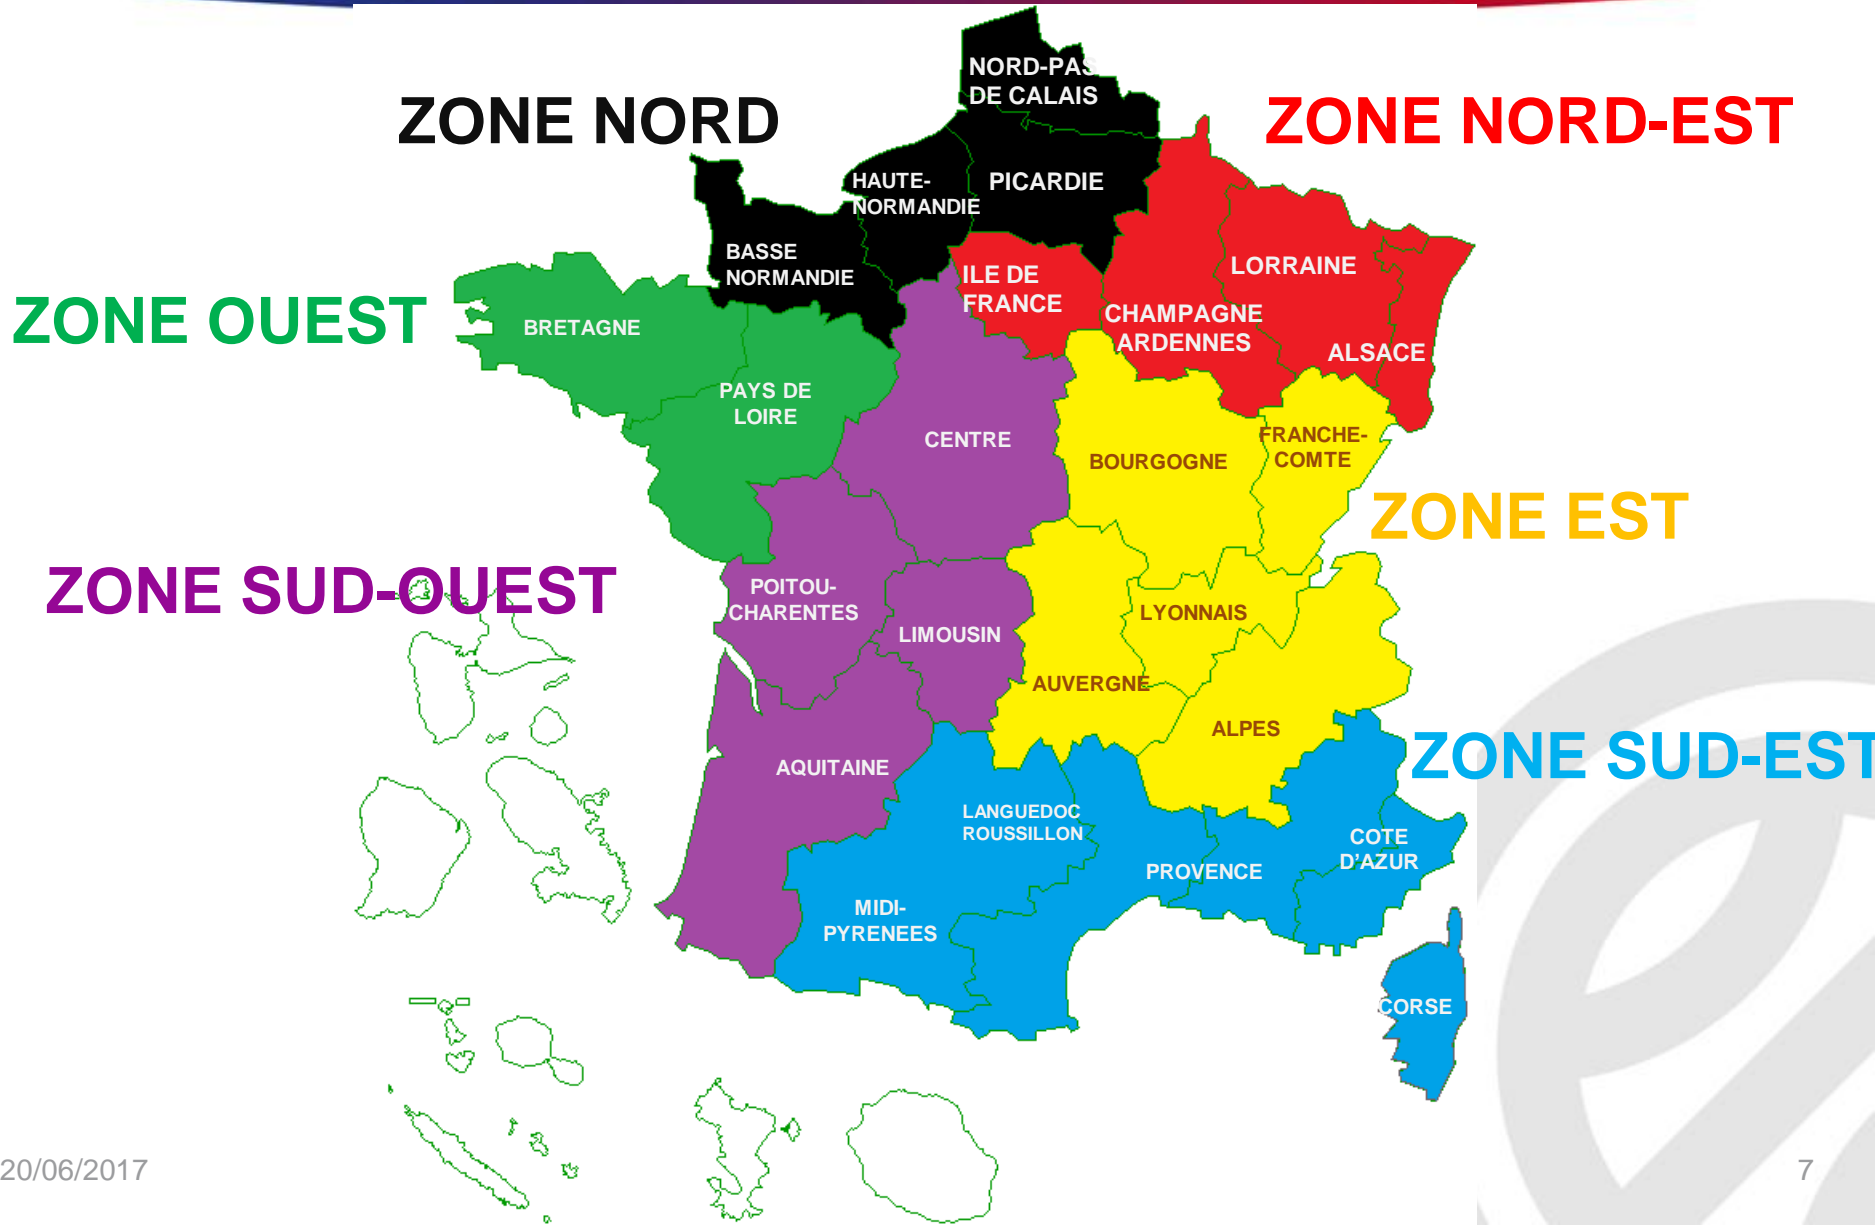 NORD-PAS
DE CALAIS
ZONE NORD
ZONE NORD-EST
HAUTE-
NORMANDIE
PICARDIE
BASSE
NORMANDIE
ILE DE
FRANCE
LORRAINE
CHAMPAGNE
ARDENNES
ALSACE
ZONE OUEST
BRETAGNE
PAYS DE
LOIRE
CENTRE
BOURGOGNE
FRANCHE-
COMTE
ZONE EST
ZONE SUD-OUEST
POITOU-
CHARENTES
LIMOUSIN
LYONNAIS
AUVERGNE
ALPES
ZONE SUD-EST
AQUITAINE
LANGUEDOC
ROUSSILLON
COTE
D'AZUR
PROVENCE
MIDI-
PYRENEES
CORSE
20/06/2017
7